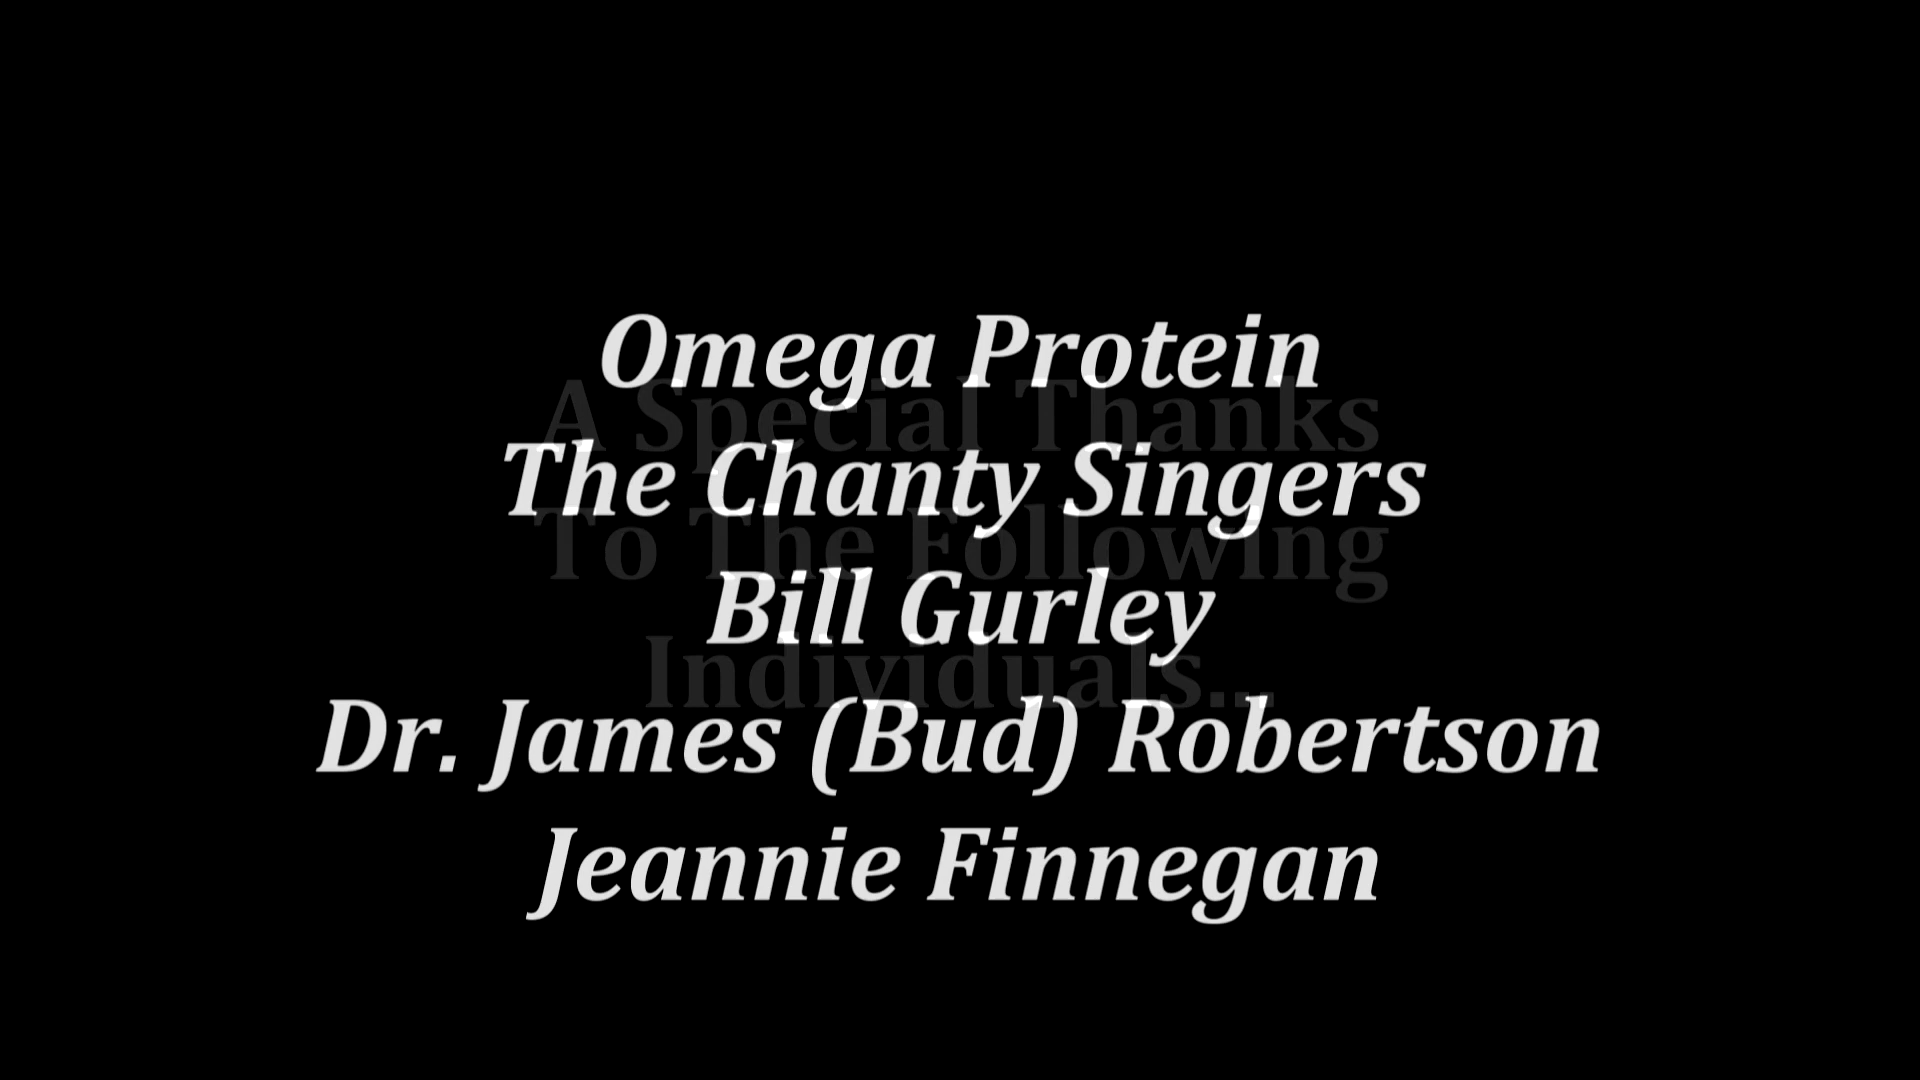 Omega Protein
A Special Thanks
The Chanty Singers
To The Following
Bill Gurley
Individuals...
Dr. James (Bud) Robertson
Jeannie Finnegan